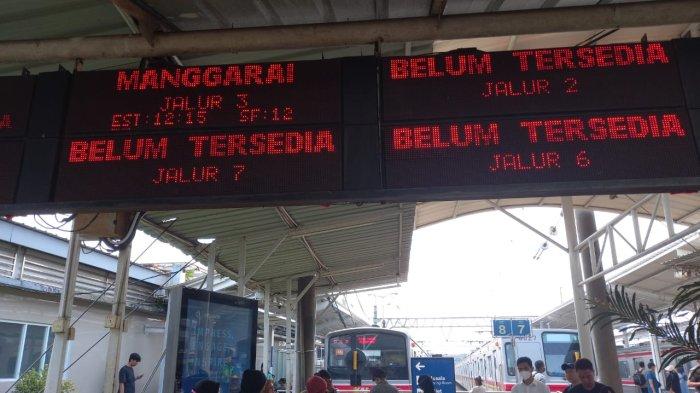 MANGGARAI
JALUR 3
EST:12:15 SF:12
BELUM TERSEDIA
JALUR 7
BELUM TERSEDIA
JALUR 2
BELUM TERSEDIA
JALUR 6
8 7
Musala